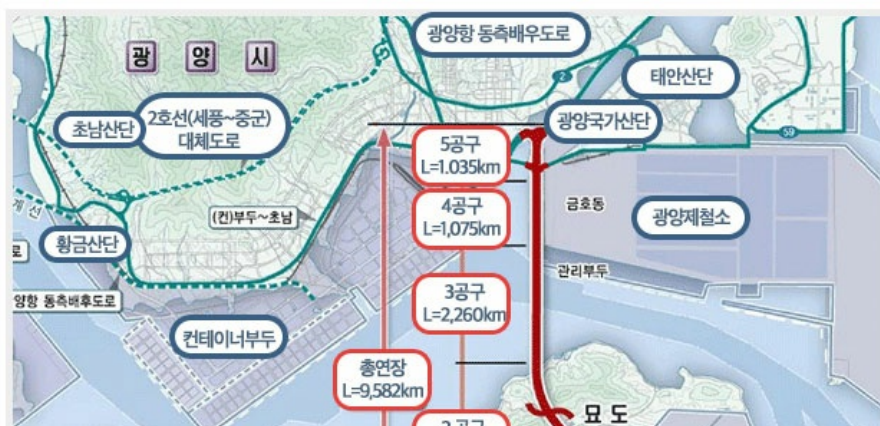 광양시
광양항 동측배우도로
태안산단
2
초남산단
2호선(세풍~중군)
대체도로
광양국가산단
59
5공구
L=1.035km
4공구
L=1,075km
(컨)부두~초남
금호동
광양제철소
계선
황금산단
로
관리부두
양항 동측배후도로
3공구
L=2,260km
컨테이너부두
총연장
L=9,582km
묘도